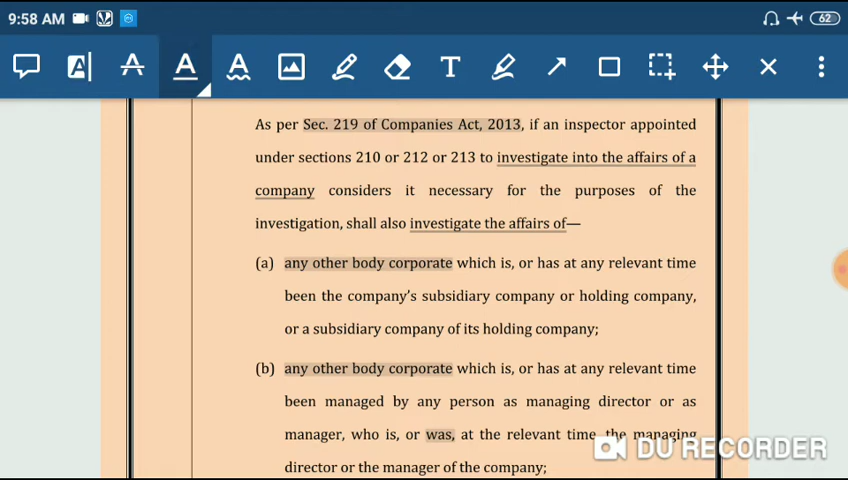 9:58 AM 62
A A A A T
As per Sec. 219 of Companies Act, 2013, if an inspector appointed
under sections 210 or 212 or 213 to investigate into the affairs of a
company considers it necessary for the purposes of the
investigation, shall also investigate the affairs of—
(a) any other body corporate which is, or has at any relevant time
been the company's subsidiary company or holding company,
or a subsidiary company of its holding company;
(b) any other body corporate which is, or has at any relevant time
been managed by any person as managing director or as
manager, who is, or was, at the relevant time, the managing
DU RECORDER
director or the manager of the company;